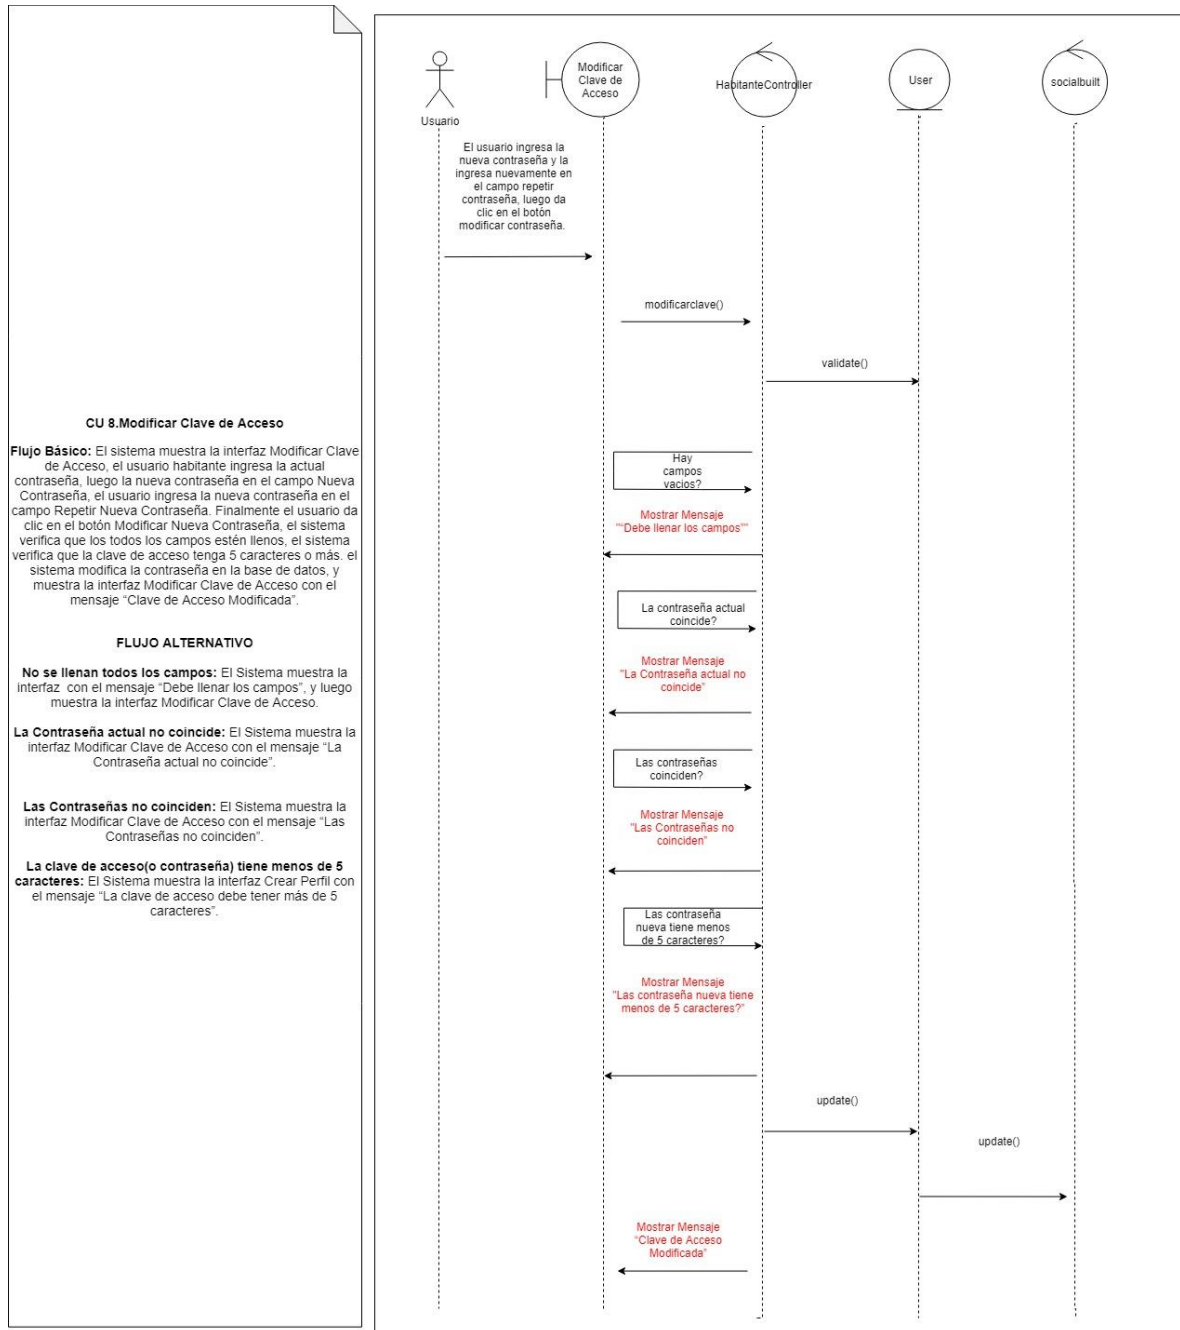 CU 8.Modificar Clave de Acceso
Flujo Básico: El sistema muestra la interfaz Modificar Clave
de Acceso, el usuario habitante ingresa la actual
contraseña, luego la nueva contraseña en el campo Nueva
Contraseña, el usuario ingresa la nueva contraseña en el
campo Repetir Nueva Contraseña. Finalmente el usuario da
clic en el botón Modificar Nueva Contraseña, el sistema
verifica que los todos los campos estén llenos, el sistema
verifica que la clave de acceso tenga 5 caracteres o más. el
sistema modifica la contraseña en la base de datos, y
muestra la interfaz Modificar Clave de Acceso con el
mensaje “Clave de Acceso Modificada”.
FLUJO ALTERNATIVO
No se llenan todos los campos: El Sistema muestra la
interfaz con el mensaje “Debe llenar los campos”, y luego
muestra la interfaz Modificar Clave de Acceso.
La Contraseña actual no coincide: El Sistema muestra la
interfaz Modificar Clave de Acceso con el mensaje “La
Contraseña actual no coincide”.
Las Contraseñas no coinciden: El Sistema muestra la
interfaz Modificar Clave de Acceso con el mensaje “Las
Contraseñas no coinciden”.
La clave de acceso(o contraseña) tiene menos de 5
caracteres: El Sistema muestra la interfaz Crear Perfil con
el mensaje “La clave de acceso debe tener más de 5
caracteres”.
Usuario
Modificar
Clave de
Acceso
HabitanteController
User
socialbuilt
El usuario ingresa la
nueva contraseña y la
ingresa nuevamente en
el campo repetir
contraseña, luego da
clic en el botón
modificar contraseña.
modificarclave()
validate()
Hay
campos
vacios?
Mostrar Mensaje
"“Debe llenar los campos”"
La contraseña actual
coincide?
Mostrar Mensaje
"La Contraseña actual no
coincide”
Las contraseñas
coinciden?
Mostrar Mensaje
"Las Contraseñas no
coinciden”
Las contraseña
nueva tiene menos
de 5 caracteres?
Mostrar Mensaje
"Las contraseña nueva tiene
menos de 5 caracteres?”
update()
update()
Mostrar Mensaje
“Clave de Acceso
Modificada”